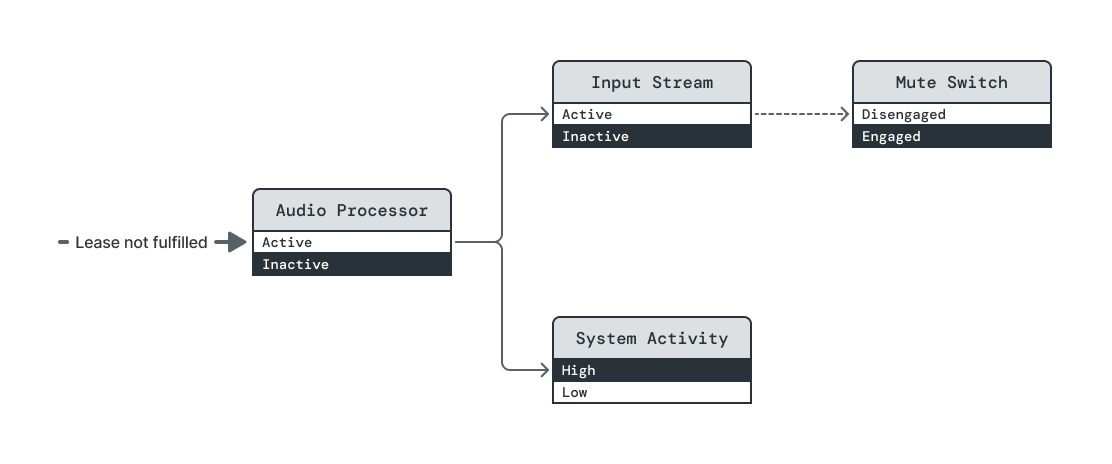 Input Stream
Active
Inactive
Mute Switch
Disengaged
Engaged
Lease not fulfilled
Audio Processor
Active
Inactive
System Activity
High
Low